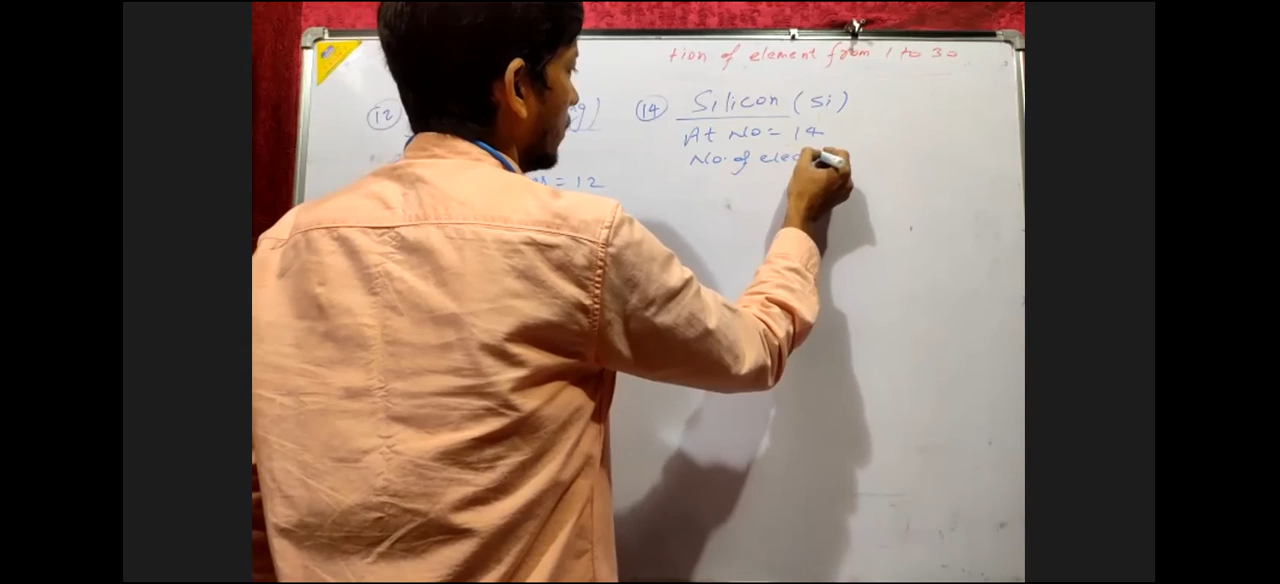 tion of element from 1 to 30
12
g)
= 12
14 Silicon (Si)
At No = 14
No. of elec